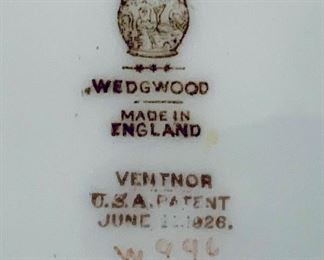 WEDGWOOD
MADE IN
ENGLAND
VENTNOR
U.S.A. PATENT
JUNE 1926.